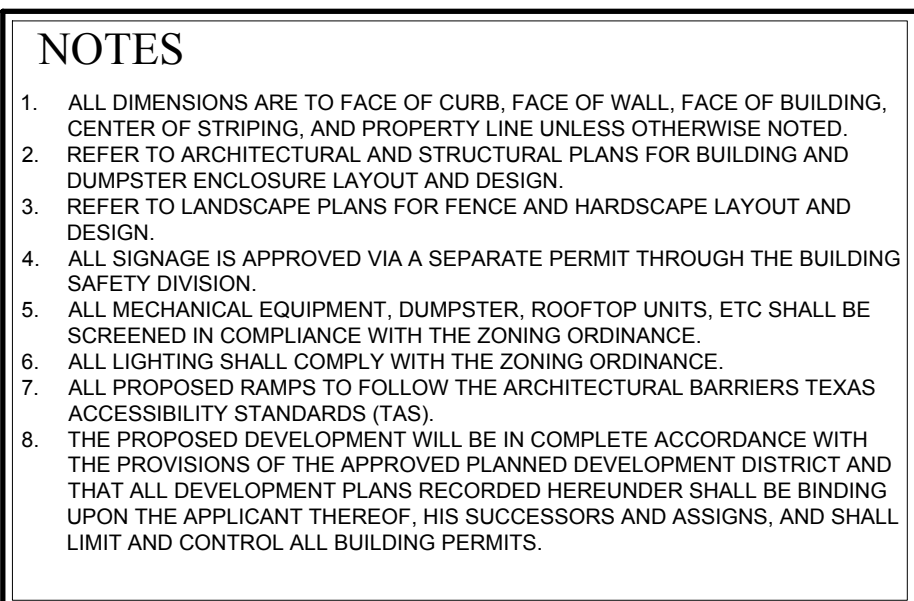 NOTES
1. ALL DIMENSIONS ARE TO FACE OF CURB, FACE OF WALL, FACE OF BUILDING,
CENTER OF STRIPING, AND PROPERTY LINE UNLESS OTHERWISE NOTED.
2. REFER TO ARCHITECTURAL AND STRUCTURAL PLANS FOR BUILDING AND
DUMPSTER ENCLOSURE LAYOUT AND DESIGN.
3. REFER TO LANDSCAPE PLANS FOR FENCE AND HARDSCAPE LAYOUT AND
DESIGN.
4. ALL SIGNAGE IS APPROVED VIA A SEPARATE PERMIT THROUGH THE BUILDING
SAFETY DIVISION.
5. ALL MECHANICAL EQUIPMENT, DUMPSTER, ROOFTOP UNITS, ETC SHALL BE
SCREENED IN COMPLIANCE WITH THE ZONING ORDINANCE.
6. ALL LIGHTING SHALL COMPLY WITH THE ZONING ORDINANCE.
7. ALL PROPOSED RAMPS TO FOLLOW THE ARCHITECTURAL BARRIERS TEXAS
ACCESSIBILITY STANDARDS (TAS).
8. THE PROPOSED DEVELOPMENT WILL BE IN COMPLETE ACCORDANCE WITH
THE PROVISIONS OF THE APPROVED PLANNED DEVELOPMENT DISTRICT AND
THAT ALL DEVELOPMENT PLANS RECORDED HEREUNDER SHALL BE BINDING
UPON THE APPLICANT THEREOF, HIS SUCCESSORS AND ASSIGNS, AND SHALL
LIMIT AND CONTROL ALL BUILDING PERMITS.